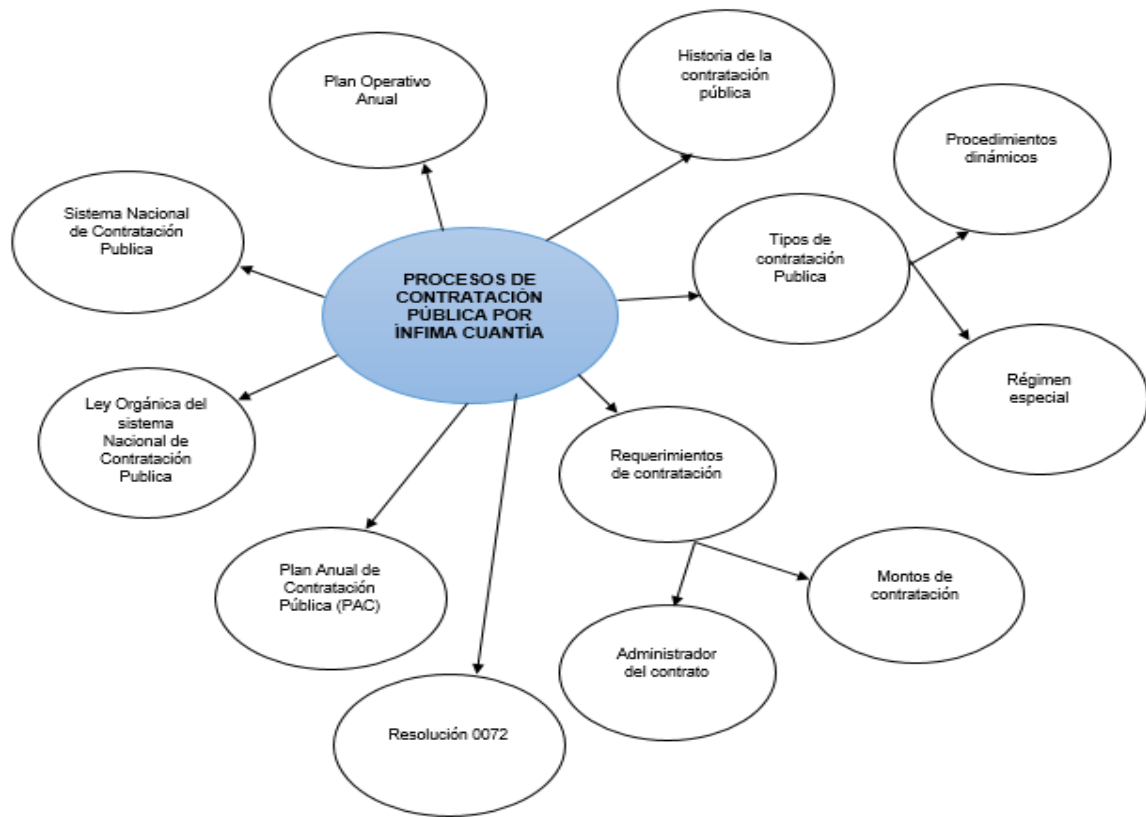 Plan Operativo
Anual
Historia de la
contratación
pública
Procedimientos
dinámicos
Sistema Nacional
de Contratación
Publica
Tipos de
contratación
Publica
PROCESOS DE
CONTRATACIÓN
PÚBLICA POR
ÌNFIMA CUANTÌA
Régimen
especial
Ley Orgánica del
sistema
Nacional de
Contratación
Publica
Requerimientos
de contratación
Plan Anual de
Contratación
Pública (PAC)
Montos de
contratación
Administrador
del contrato
Resolución 0072